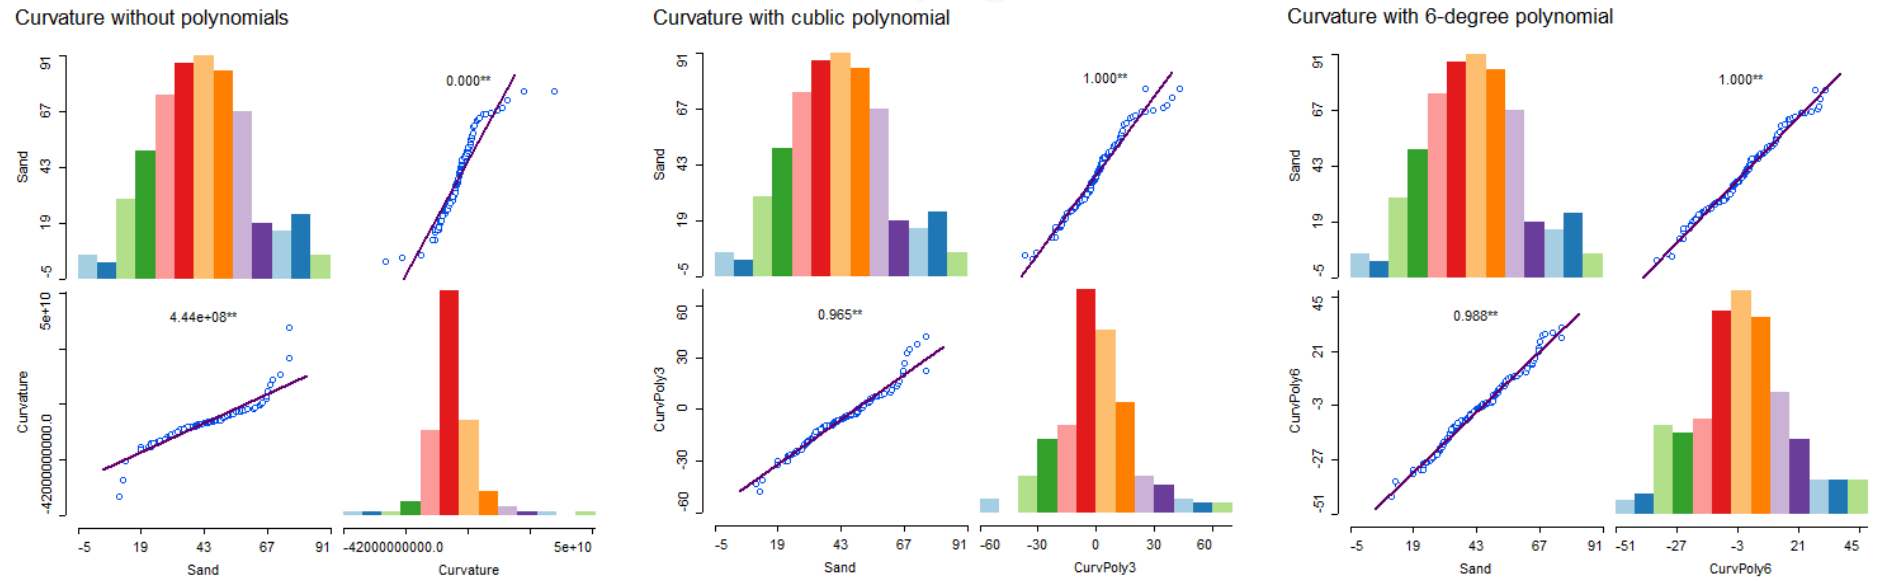 Curvature without polynomials
91
67
43
19
-5
Sand
0.000**
5e+10
-42000000000.0
Curvature
4.44e+08**
-5 19 43 67 91
Sand
-42000000000.0 5e+10
Curvature
Curvature with cublic polynomial
91
67
43
19
-5
Sand
1.000**
60
30
0
-30
-60
CurvPoly3
0.965**
-5 19 43 67 91
Sand
-60 -30 0 30 60
CurvPoly3
Curvature with 6-degree polynomial
91
67
43
19
-5
Sand
1.000**
45
21
-3
-27
-51
CurvPoly6
0.988**
-5 19 43 67 91
Sand
-51 -27 -3 21 45
CurvPoly6